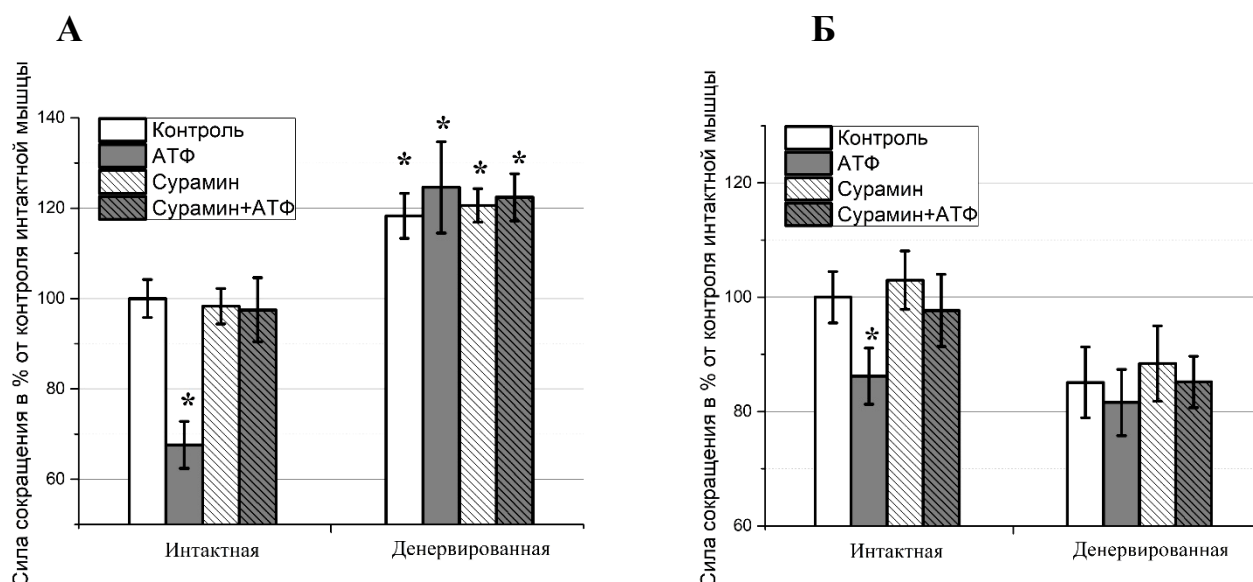 А
Сила сокращения в % от контроля интактной мышцы
140
120
100
80
60
Контроль
АТФ
Сурамин
Сурамин+АТФ
*
*
*
*
*
Интактная
Денервированная
Б
Сила сокращения в % от контроля интактной мышцы
120
100
80
60
Контроль
АТФ
Сурамин
Сурамин+АТФ
*
Интактная
Денервированная